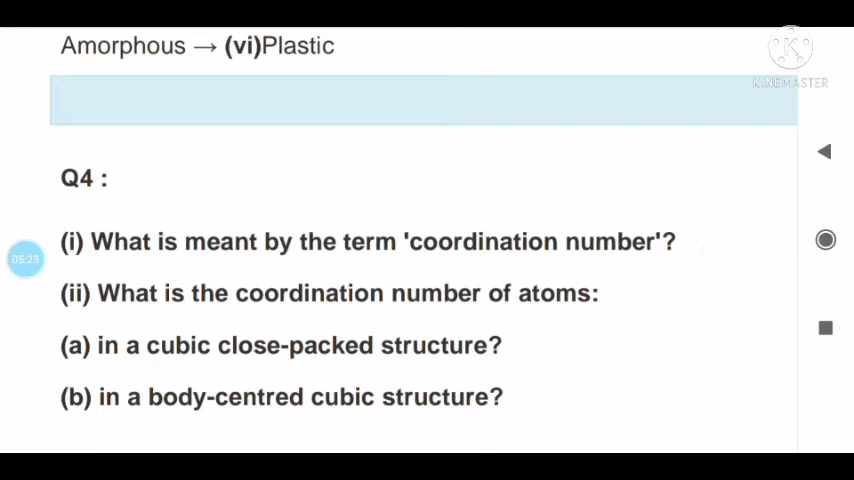 Amorphous → (vi)Plastic
KINEMASTER
Q4 :
(i) What is meant by the term 'coordination number'?
05:25
(ii) What is the coordination number of atoms:
(a) in a cubic close-packed structure?
(b) in a body-centred cubic structure?